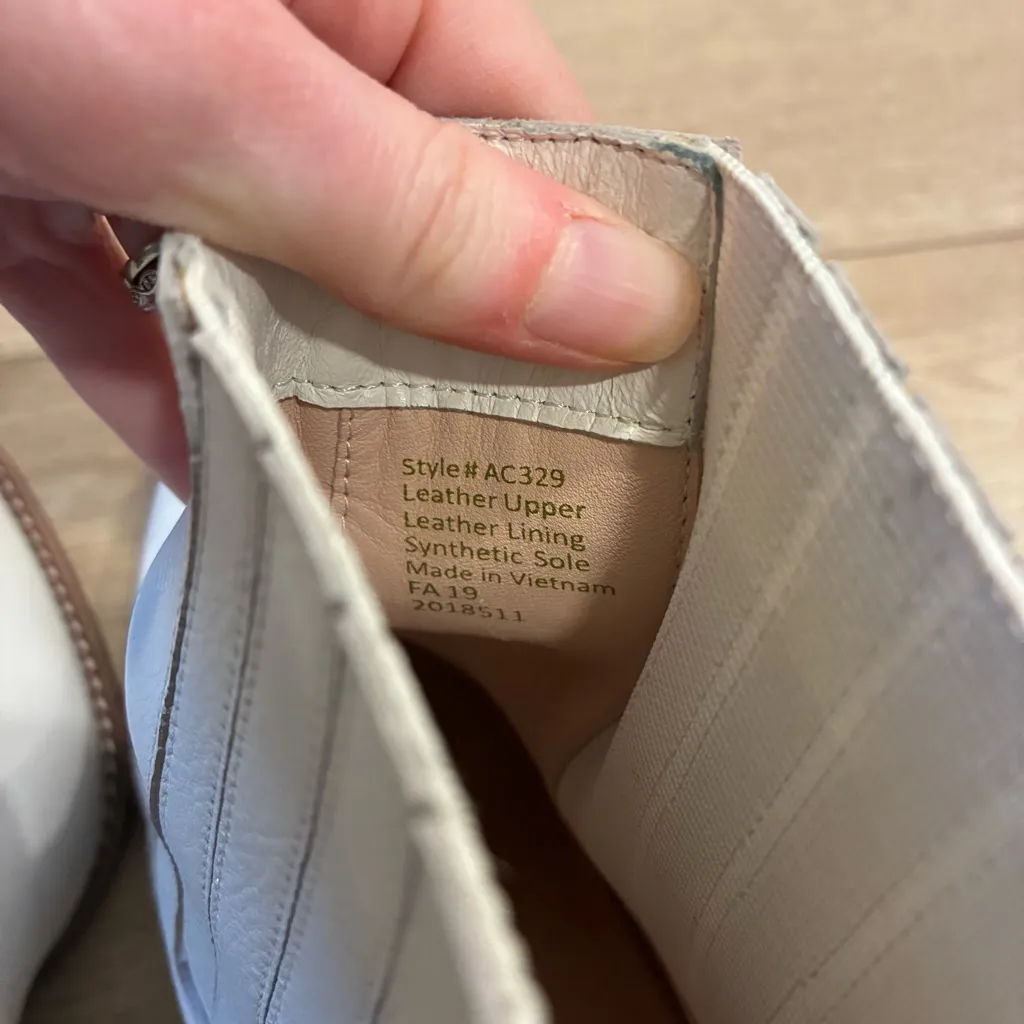 Style# AC329
Leather Upper
Leather Lining
Synthetic Sole
Made in Vietnam
FA 19
2018511